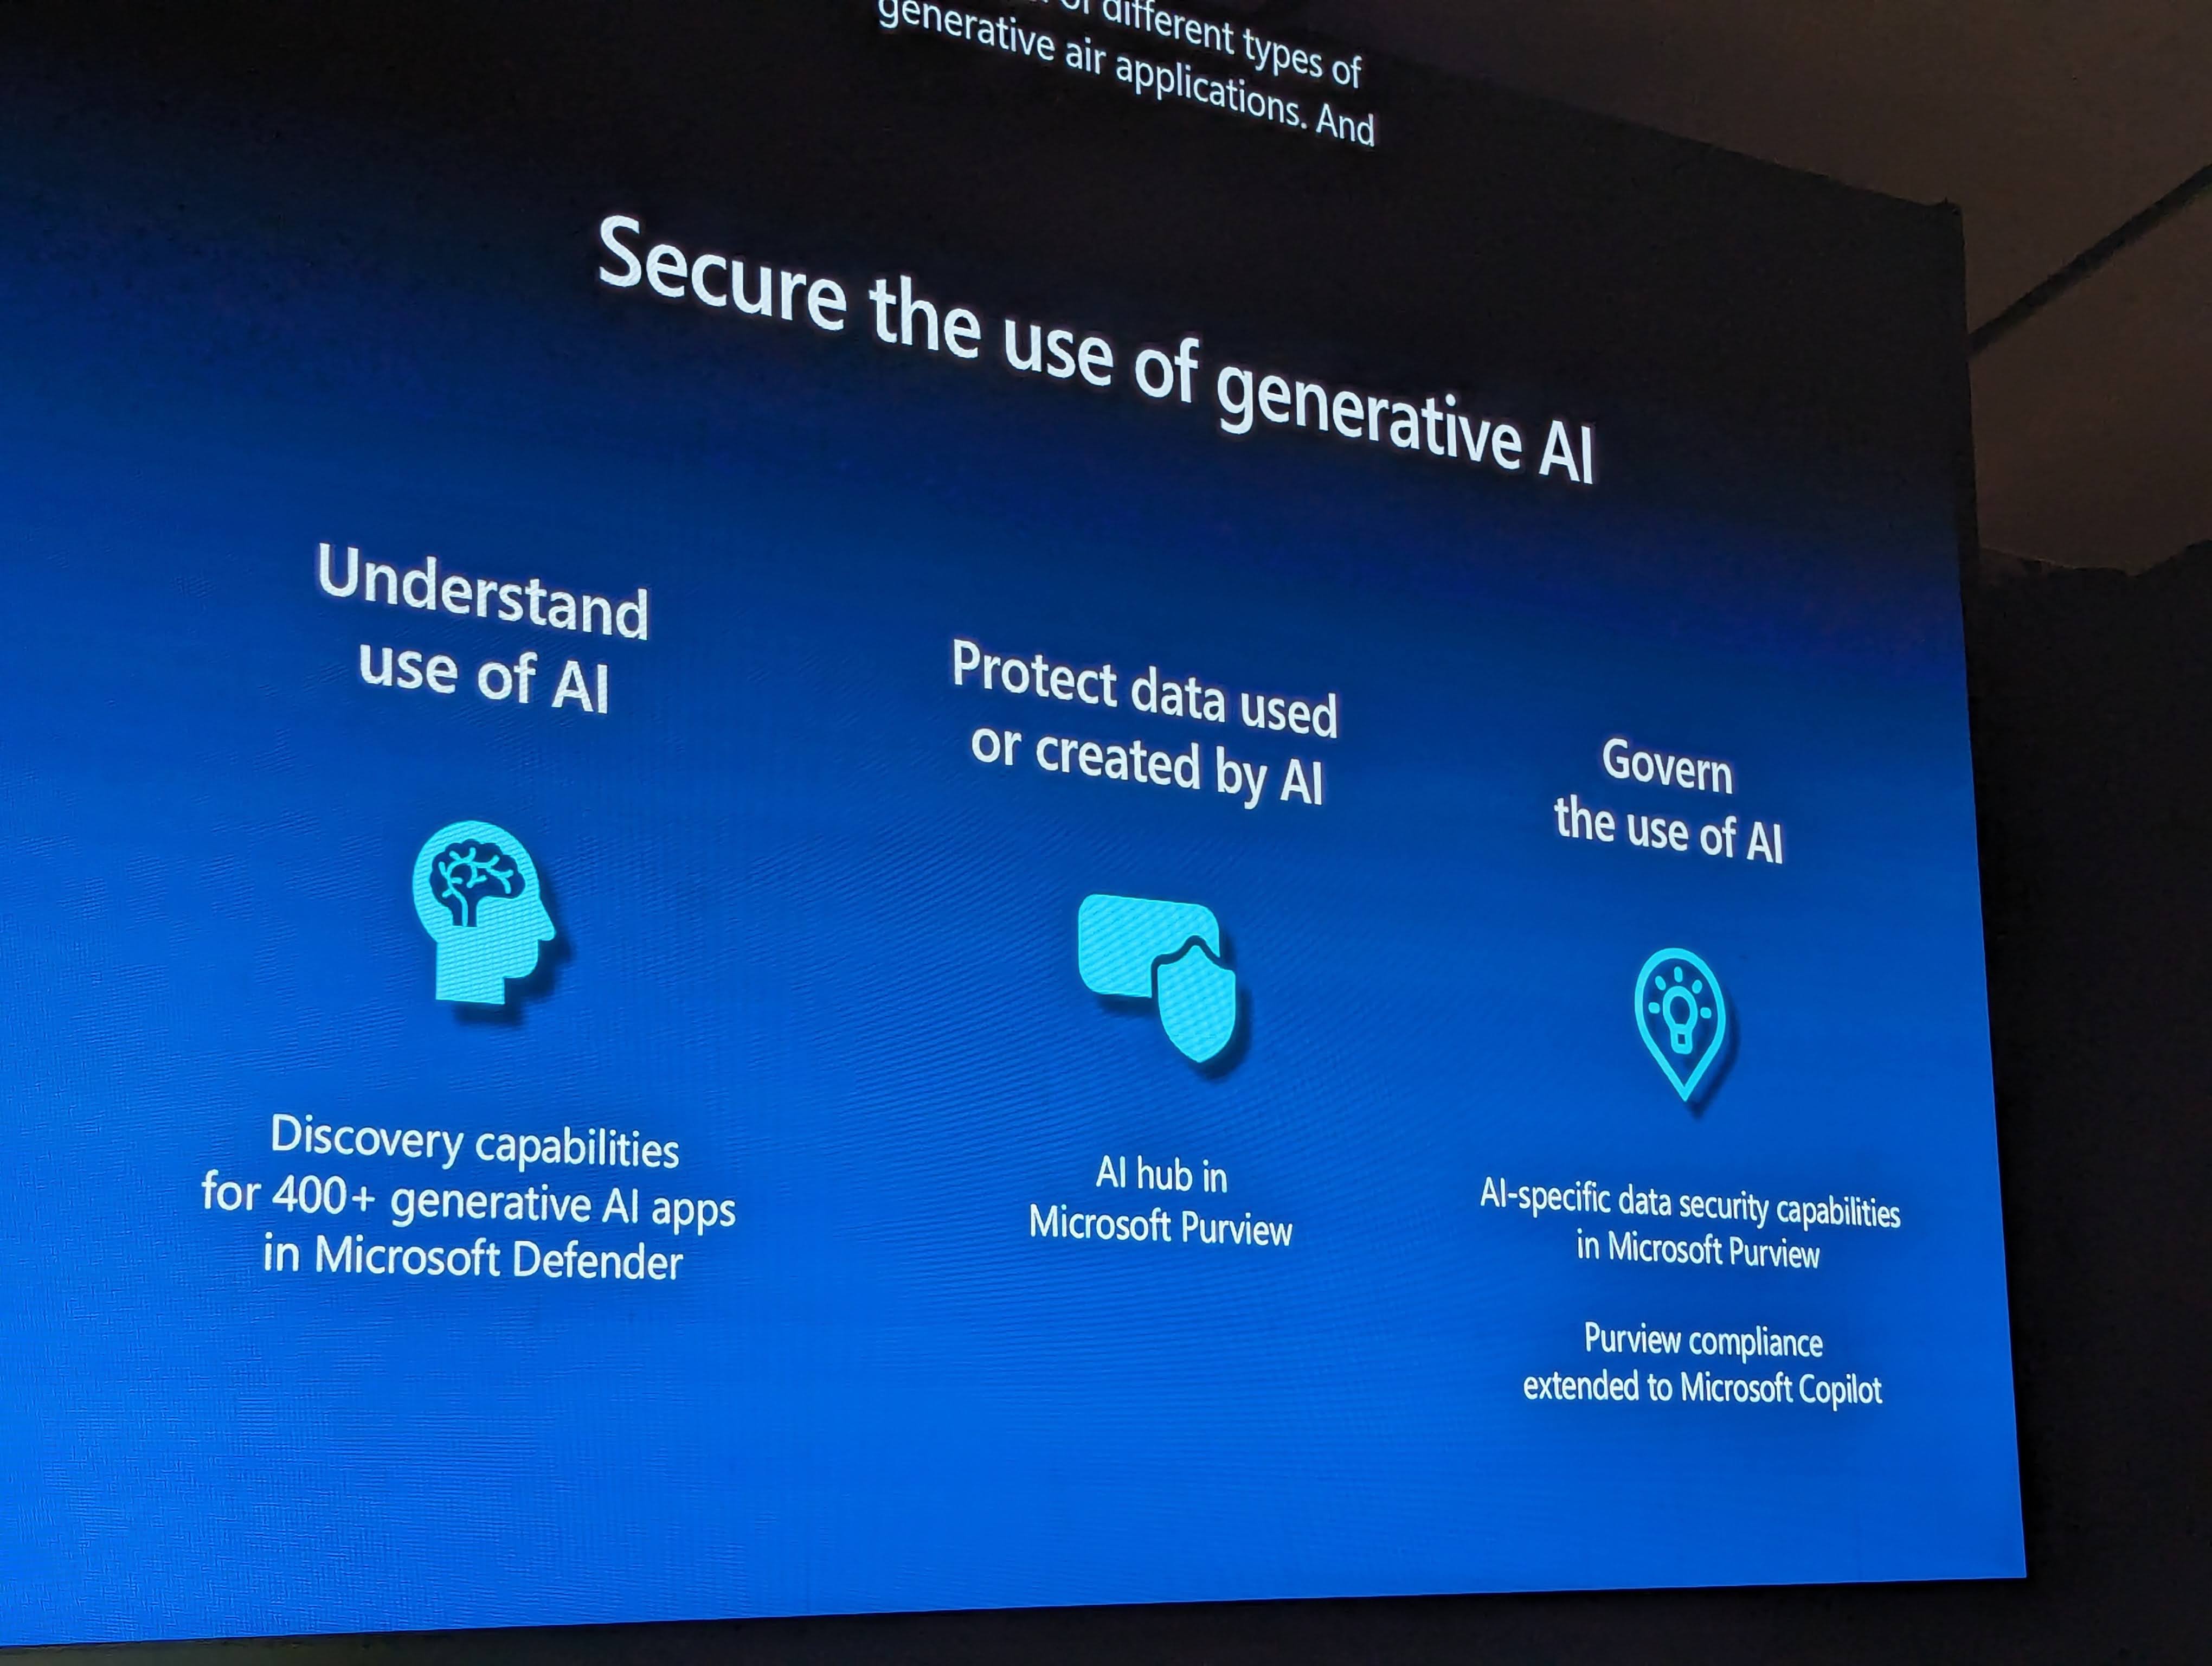 of different types of
generative air applications. And
Secure the use of generative AI
Understand
use of AI
Discovery capabilities
for 400+ generative AI apps
in Microsoft Defender
Protect data used
or created by AI
AI hub in
Microsoft Purview
Govern
the use of AI
AI-specific data security capabilities
in Microsoft Purview
Purview compliance
extended to Microsoft Copilot